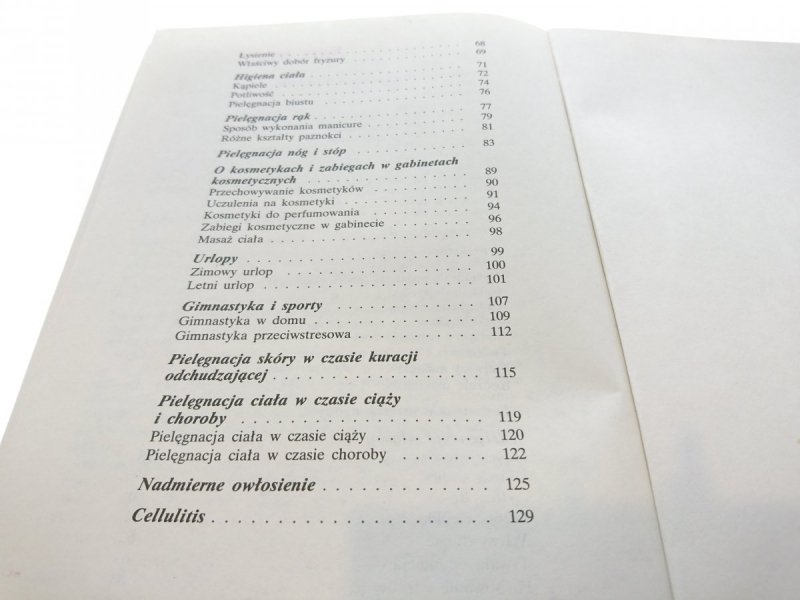 Łysienie . . . . . . . . . . . . . . . . . . . . 68
Właściwy dobór fryzury . . . . . . . . . . . . . 69
Higiena ciała . . . . . . . . . . . . . . . . . . 71
Kąpiele . . . . . . . . . . . . . . . . . . . . 72
Potliwość . . . . . . . . . . . . . . . . . . . 74
Pielęgnacja biustu . . . . . . . . . . . . . . . 76
Pielęgnacja rąk . . . . . . . . . . . . . . . . . 77
Sposób wykonania manicure . . . . . . . . . . . 79
Różne kształty paznokci . . . . . . . . . . . . . 81
Pielęgnacja nóg i stóp . . . . . . . . . . . . . 83
O kosmetykach i zabiegach w gabinetach
kosmetycznych . . . . . . . . . . . . . . . . . . 89
Przechowywanie kosmetyków . . . . . . . . . . . 90
Uczulenia na kosmetyki . . . . . . . . . . . . . 91
Kosmetyki do perfumowania . . . . . . . . . . . 94
Zabiegi kosmetyczne w gabinecie . . . . . . . . . 96
Masaż ciała . . . . . . . . . . . . . . . . . . 98
Urlopy . . . . . . . . . . . . . . . . . . . . . 99
Zimowy urlop . . . . . . . . . . . . . . . . . . 100
Letni urlop . . . . . . . . . . . . . . . . . . 101
Gimnastyka i sporty . . . . . . . . . . . . . . . 107
Gimnastyka w domu . . . . . . . . . . . . . . . 109
Gimnastyka przeciwstresowa . . . . . . . . . . . 112
Pielęgnacja skóry w czasie kuracji
odchudzającej . . . . . . . . . . . . . . . . . . 115
Pielęgnacja ciała w czasie ciąży
i choroby . . . . . . . . . . . . . . . . . . . . 119
Pielęgnacja ciała w czasie ciąży . . . . . . . . 120
Pielęgnacja ciała w czasie choroby . . . . . . . 122
Nadmierne owłosienie . . . . . . . . . . . . . . 125
Cellulitis . . . . . . . . . . . . . . . . . . . 129